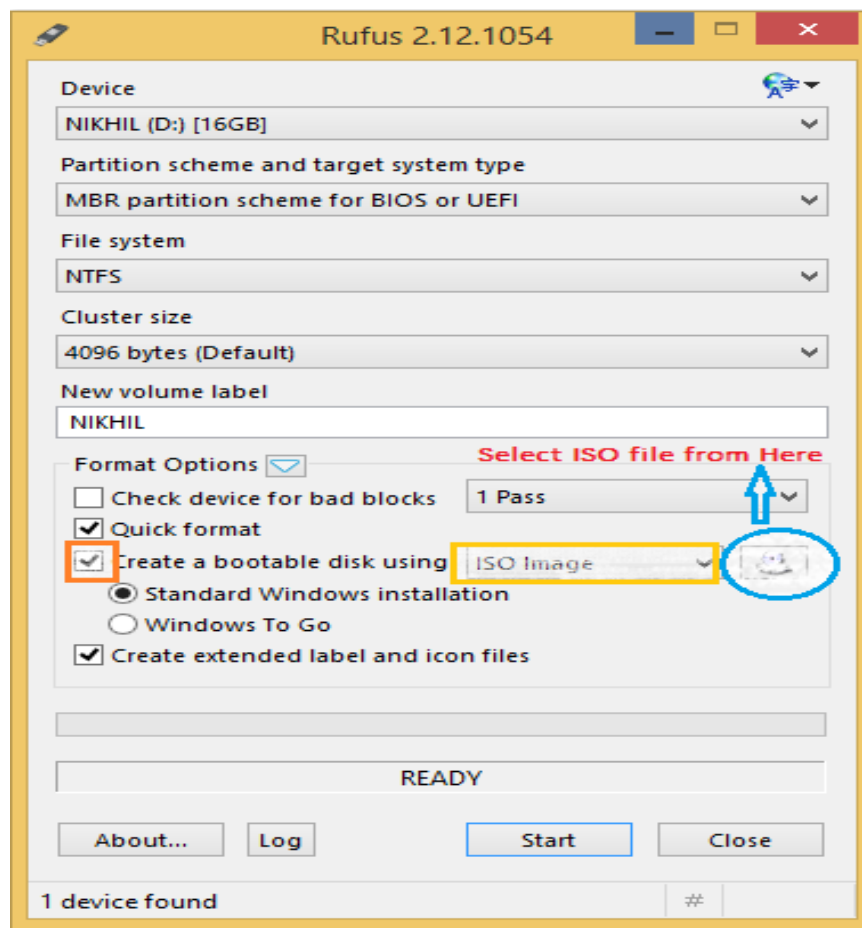 Rufus 2.12.1054
Device
NIKHIL (D:) [16GB]
Partition scheme and target system type
MBR partition scheme for BIOS or UEFI
File system
NTFS
Cluster size
4096 bytes (Default)
New volume label
NIKHIL
Format Options
Select ISO file from Here
Check device for bad blocks 1 Pass
Quick format
Create a bootable disk using ISO Image
Standard Windows installation
Windows To Go
Create extended label and icon files
READY
About... Log Start Close
1 device found #